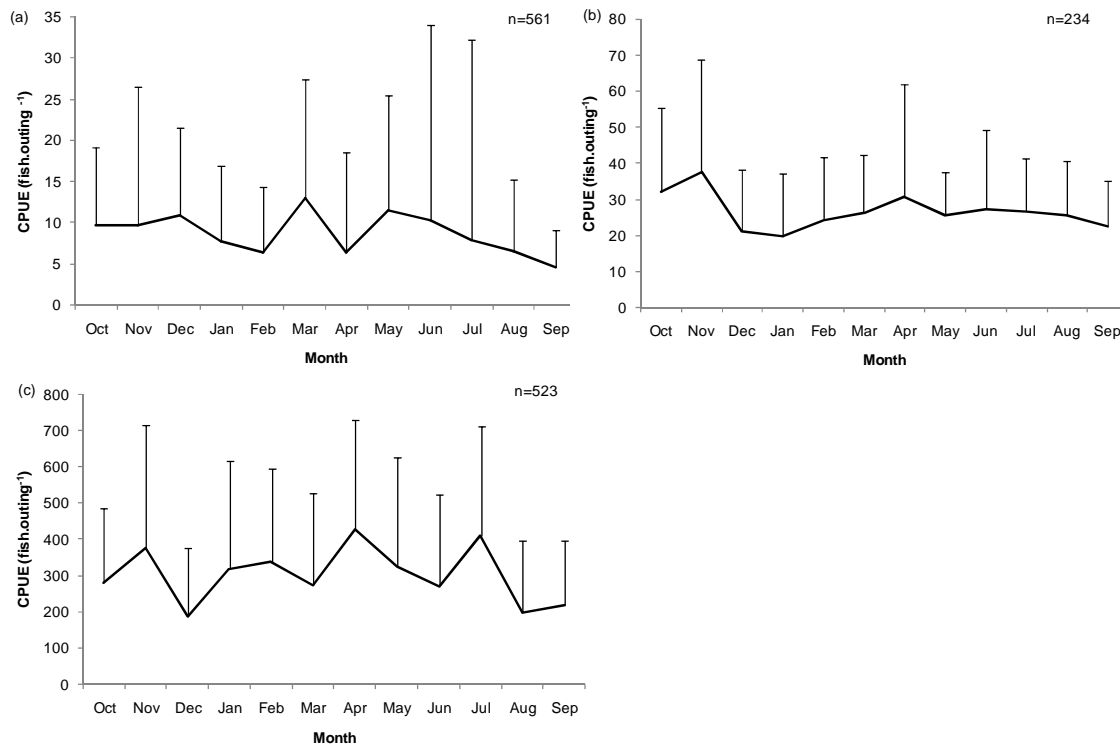 (a)
n=561
CPUE (fish.outing ⁻¹)
35
30
25
20
15
10
5
0
Oct Nov Dec Jan Feb Mar Apr May Jun Jul Aug Sep
Month
(b)
n=234
CPUE (fish.outing⁻¹)
80
70
60
50
40
30
20
10
0
Oct Nov Dec Jan Feb Mar Apr May Jun Jul Aug Sep
Month
(c)
n=523
CPUE (fish.outing⁻¹)
800
700
600
500
400
300
200
100
0
Oct Nov Dec Jan Feb Mar Apr May Jun Jul Aug Sep
Month